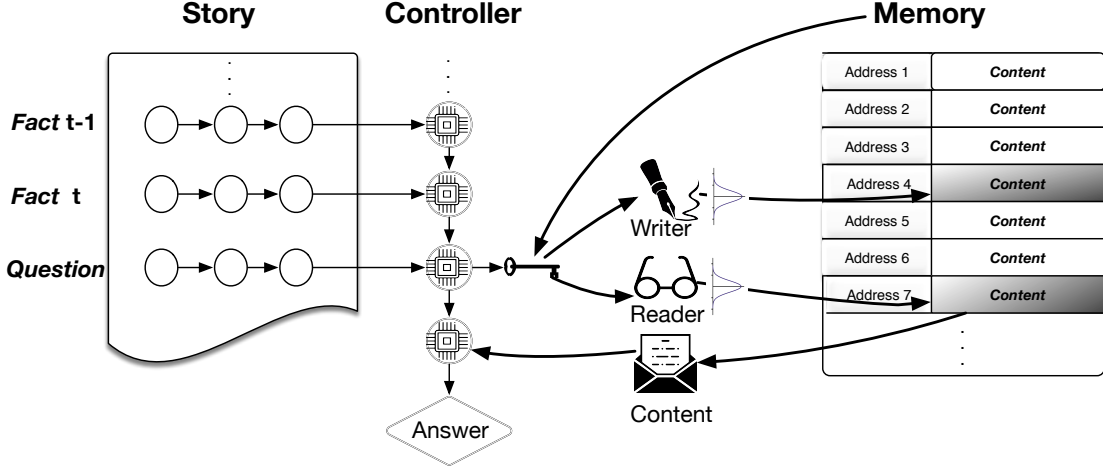 Story
Controller
Memory
Fact t-1
Fact t
Question
Writer
Reader
Content
Answer
Address 1 Content
Address 2 Content
Address 3 Content
Address 4 Content
Address 5 Content
Address 6 Content
Address 7 Content